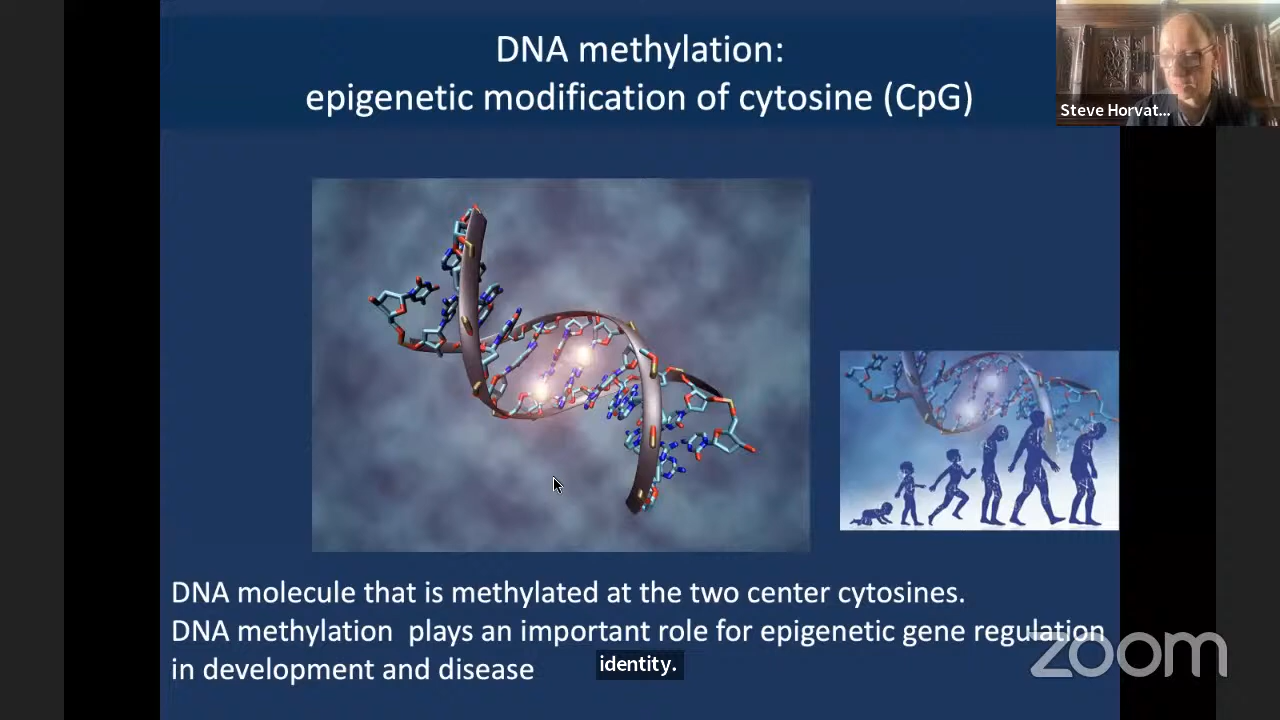 DNA methylation:
epigenetic modification of cytosine (CpG)
Steve Horvat...
DNA molecule that is methylated at the two center cytosines.
DNA methylation plays an important role for epigenetic gene regulation
in development and disease
identity.
zoom